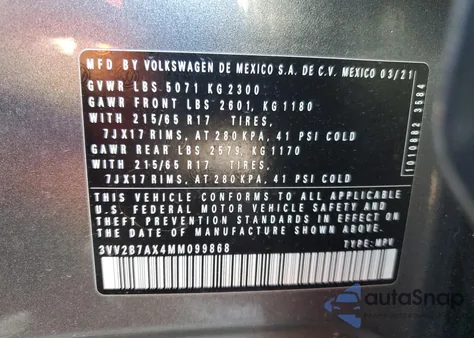 MFD BY VOLKSWAGEN DE MEXICO S.A. DE C.V. MEXICO 03/21
GVWR LBS 5071 KG 2300
GAWR FRONT LBS 2601, KG 1180
WITH 215/65 R17 TIRES,
7JX17 RIMS, AT 280 KPA, 41 PSI COLD
GAWR REAR LBS 2579, KG 1170
WITH 215/65 R17 TIRES,
7JX17 RIMS, AT 280 KPA, 41 PSI COLD
THIS VEHICLE CONFORMS TO ALL APPLICABLE
U.S. FEDERAL MOTOR VEHICLE SAFETY AND
THEFT PREVENTION STANDARDS IN EFFECT ON
THE DATE OF MANUFACTURE SHOWN ABOVE.
3VV2B7AX4MM099868 TYPE: MPV
1010882 3584
autoSnap